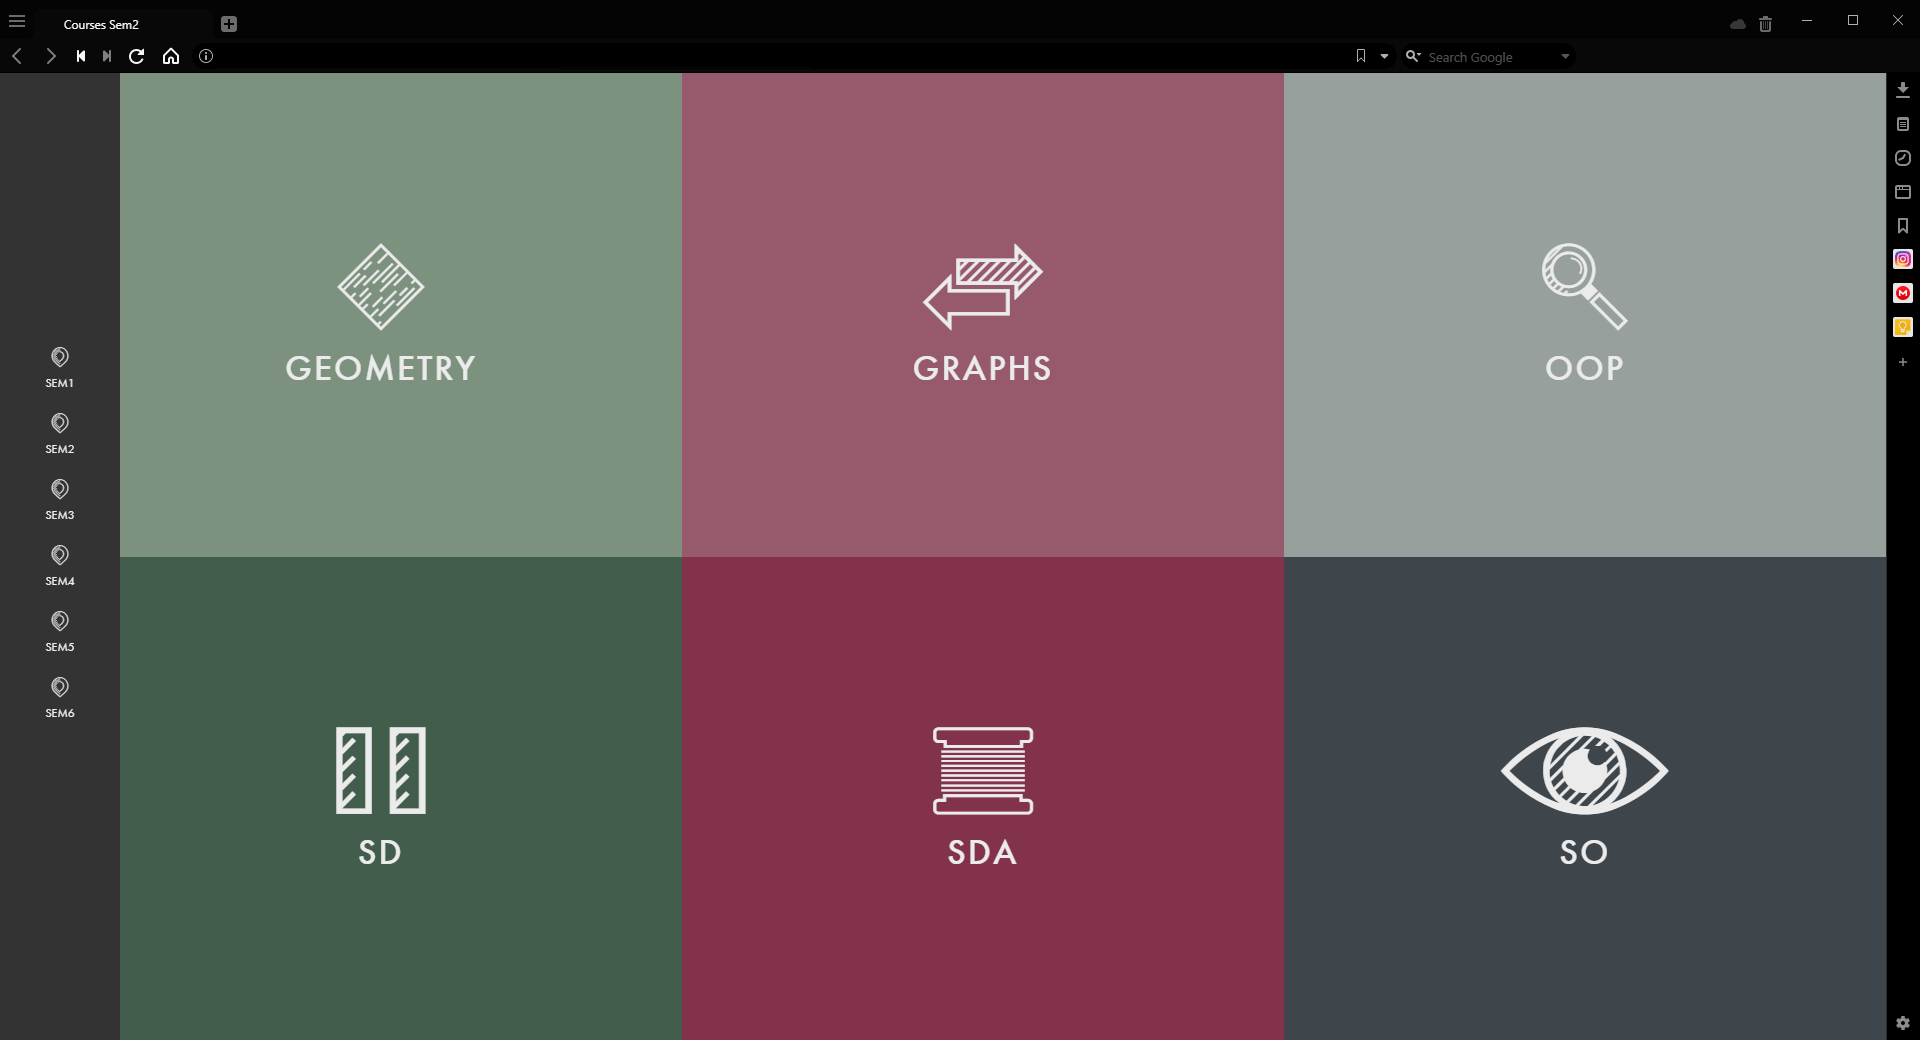 Courses Sem2
Search Google
SEM1
SEM2
SEM3
SEM4
SEM5
SEM6
GEOMETRY
GRAPHS
OOP
SD
SDA
SO